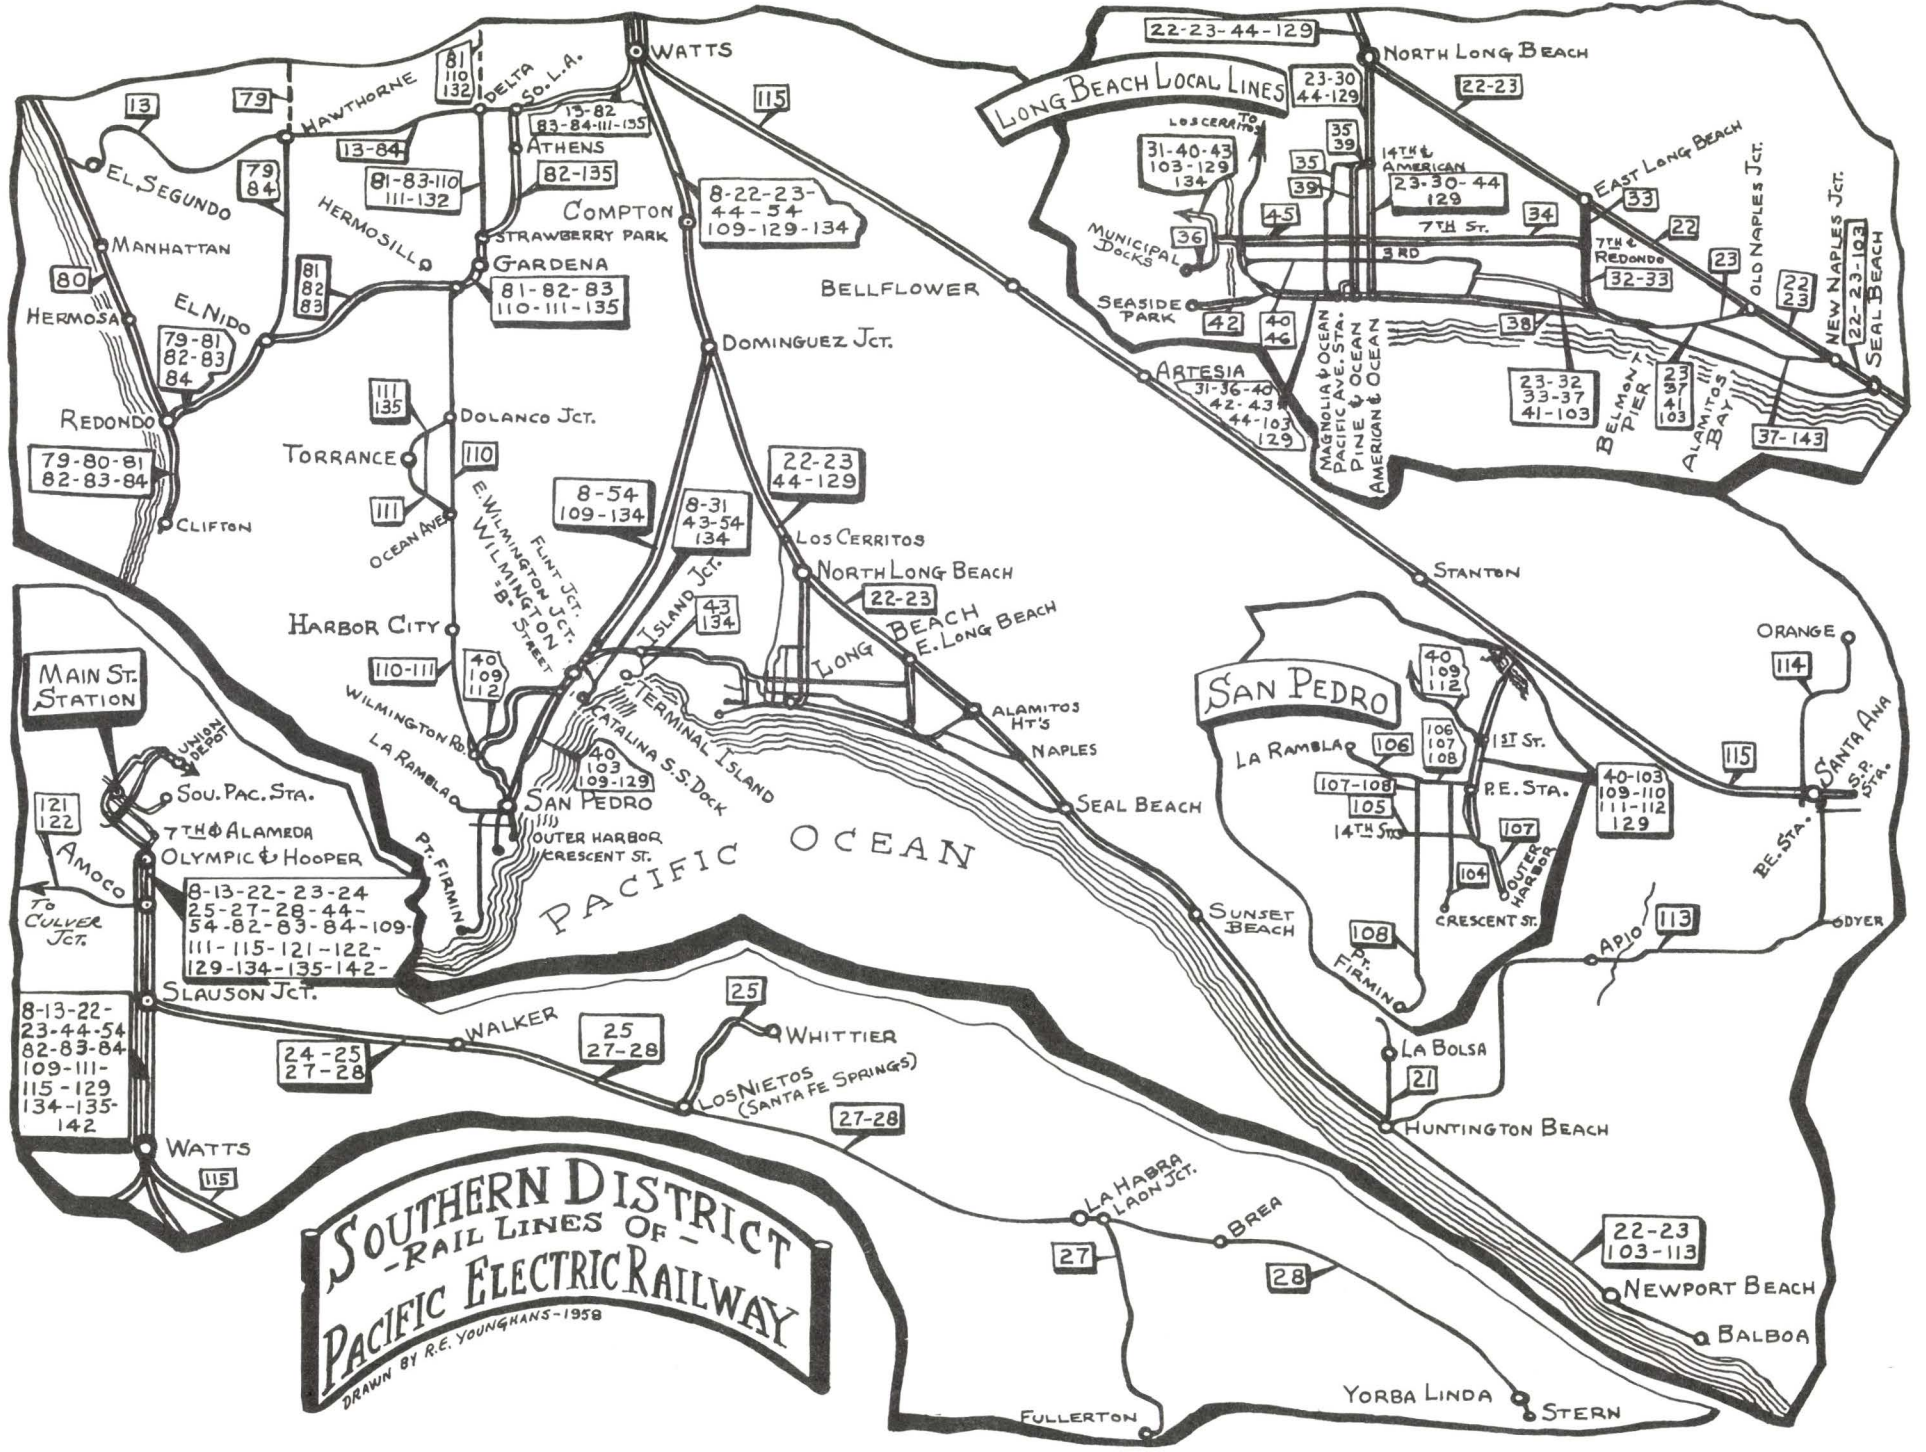 WATTS
115
13
79
HAWTHORNE
81
110
132
DELTA
SO. L.A.
13-82
83-84-111-135
ATHENS
13-84
EL SEGUNDO
79
84
81-83-110
111-132
82-135
HERMOSILLO
COMPTON
8-22-23-
44-54
109-129-134
STRAWBERRY PARK
MANHATTAN
GARDENA
80
81
82
83
81-82-83
110-111-135
BELLFLOWER
HERMOSA
EL NIDO
79-81
82-83
84
DOMINGUEZ JCT.
ARTESIA
REDONDO
111
135
DOLANCO JCT.
TORRANCE
110
79-80-81
82-83-84
22-23
44-129
8-54
109-134
8-31
43-54
134
111
CLIFTON
OCEAN AVE
E. WILMINGTON
FLINT JCT.
WILMINGTON JCT.
WILMINGTON
"B" STREET
LOS CERRITOS
NORTH LONG BEACH
22-23
STANTON
ISLAND JCT.
43
134
HARBOR CITY
LONG BEACH
E. LONG BEACH
110-111
40
109
112
WILMINGTON RD.
LA RAMBLA
TERMINAL ISLAND
CATALINA S.S. DOCK
40
103
109-129
ALAMITOS
HT'S
NAPLES
SAN PEDRO
SEAL BEACH
OUTER HARBOR
CRESCENT ST.
PT. FIRMIN
PACIFIC OCEAN
SUNSET
BEACH
ORANGE
114
SANTA ANA
S.P.
STA.
115
P.E. STA.
DYER
113
APIO
LA BOLSA
21
HUNTINGTON BEACH
22-23
103-113
NEWPORT BEACH
BALBOA
LONG BEACH LOCAL LINES
22-23-44-129
NORTH LONG BEACH
23-30
44-129
22-23
TO
LOS CERRITOS
31-40-43
103-129
134
35
39
35
39
14TH &
AMERICAN
23-30-44
129
EAST LONG BEACH
33
OLD NAPLES JCT.
NEW NAPLES JCT.
22-23-103
SEAL BEACH
45
7TH ST.
34
22
MUNICIPAL
DOCKS
36
3RD
7TH &
REDONDO
32-33
23
22
23
SEASIDE
PARK
42
40
46
38
31-36-40
42-43
44-103
129
MAGNOLIA & OCEAN
PACIFIC AVE. STA.
PINE & OCEAN
AMERICAN & OCEAN
23-32
33-37
41-103
BELMONT
PIER
23
37
41
103
ALAMITOS
BAY
37-143
SAN PEDRO
40
109
112
LA RAMBLA
106
106
107
108
1ST ST.
107-108
P.E. STA.
105
14TH ST.
40-103
109-110
111-112
129
107
104
OUTER
HARBOR
CRESCENT ST.
108
PT.
FIRMIN
MAIN ST.
STATION
UNION
DEPOT
SOU. PAC. STA.
121
122
7TH & ALAMEDA
OLYMPIC & HOOPER
AMOCO
TO
CULVER
JCT.
8-13-22-23-24
25-27-28-44-
54-82-83-84-109-
111-115-121-122-
129-134-135-142-
SLAUSON JCT.
8-13-22-
23-44-54
82-83-84
109-111-
115-129
134-135-
142
WALKER
24-25
27-28
25
27-28
25
WHITTIER
LOS NIETOS
(SANTA FE SPRINGS)
27-28
WATTS
115
LA HABRA
LAON JCT.
BREA
27
28
FULLERTON
YORBA LINDA
STERN
SOUTHERN DISTRICT
-RAIL LINES OF-
PACIFIC ELECTRIC RAILWAY
DRAWN BY R.E. YOUNGHANS-1958